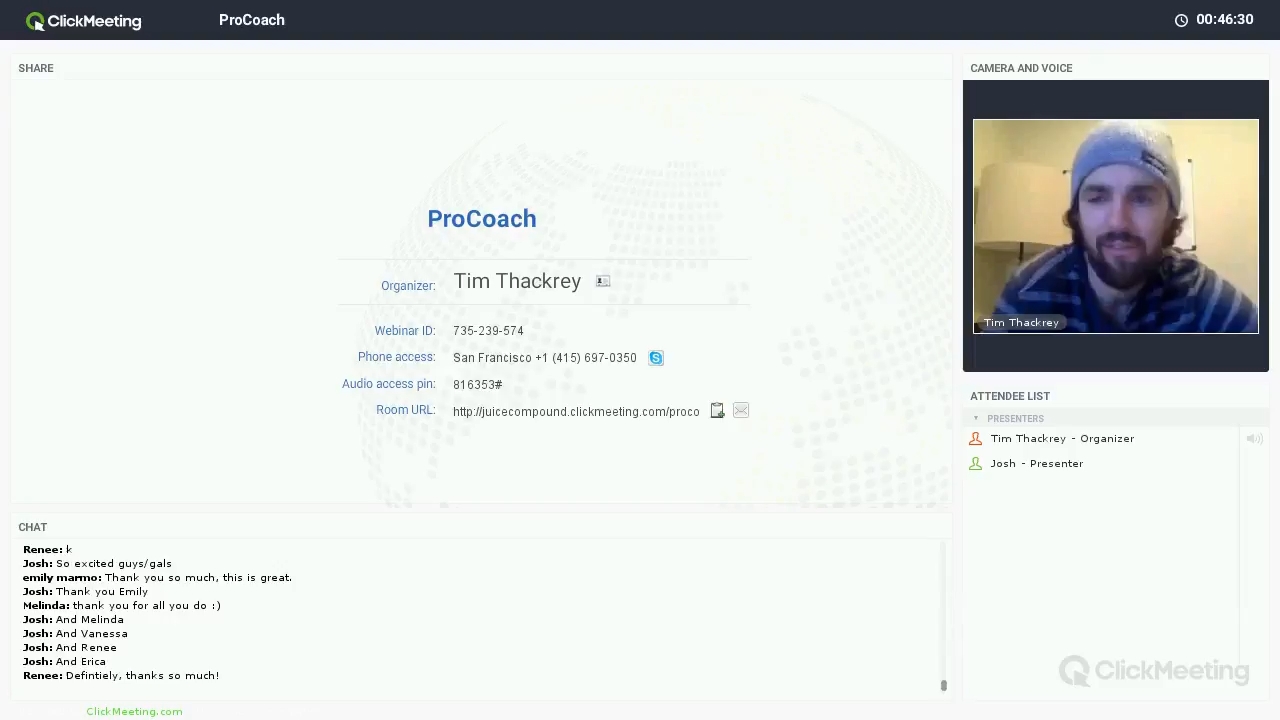 ClickMeeting
ProCoach
00:46:30
SHARE
ProCoach
Organizer: Tim Thackrey
Webinar ID: 735-239-574
Phone access: San Francisco +1 (415) 697-0350
Audio access pin: 816353#
Room URL: http://juicecompound.clickmeeting.com/proco
CAMERA AND VOICE
Tim Thackrey
ATTENDEE LIST
PRESENTERS
Tim Thackrey - Organizer
Josh - Presenter
CHAT
Renee: k
Josh: So excited guys/gals
emily marmo: Thank you so much, this is great.
Josh: Thank you Emily
Melinda: thank you for all you do :)
Josh: And Melinda
Josh: And Vanessa
Josh: And Renee
Josh: And Erica
Renee: Defintiely, thanks so much!
ClickMeeting
ClickMeeting.com